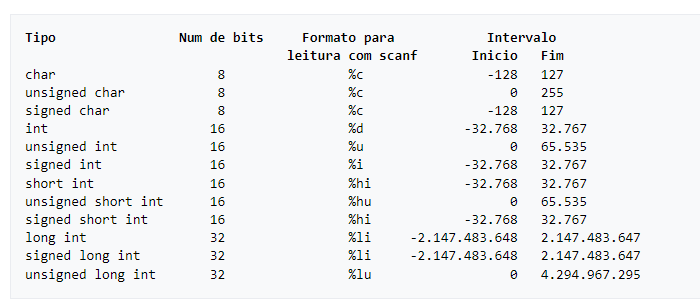 Tipo Num de bits Formato para Intervalo
leitura com scanf Inicio Fim
char 8 %c -128 127
unsigned char 8 %c 0 255
signed char 8 %c -128 127
int 16 %d -32.768 32.767
unsigned int 16 %u 0 65.535
signed int 16 %i -32.768 32.767
short int 16 %hi -32.768 32.767
unsigned short int 16 %hu 0 65.535
signed short int 16 %hi -32.768 32.767
long int 32 %li -2.147.483.648 2.147.483.647
signed long int 32 %li -2.147.483.648 2.147.483.647
unsigned long int 32 %lu 0 4.294.967.295